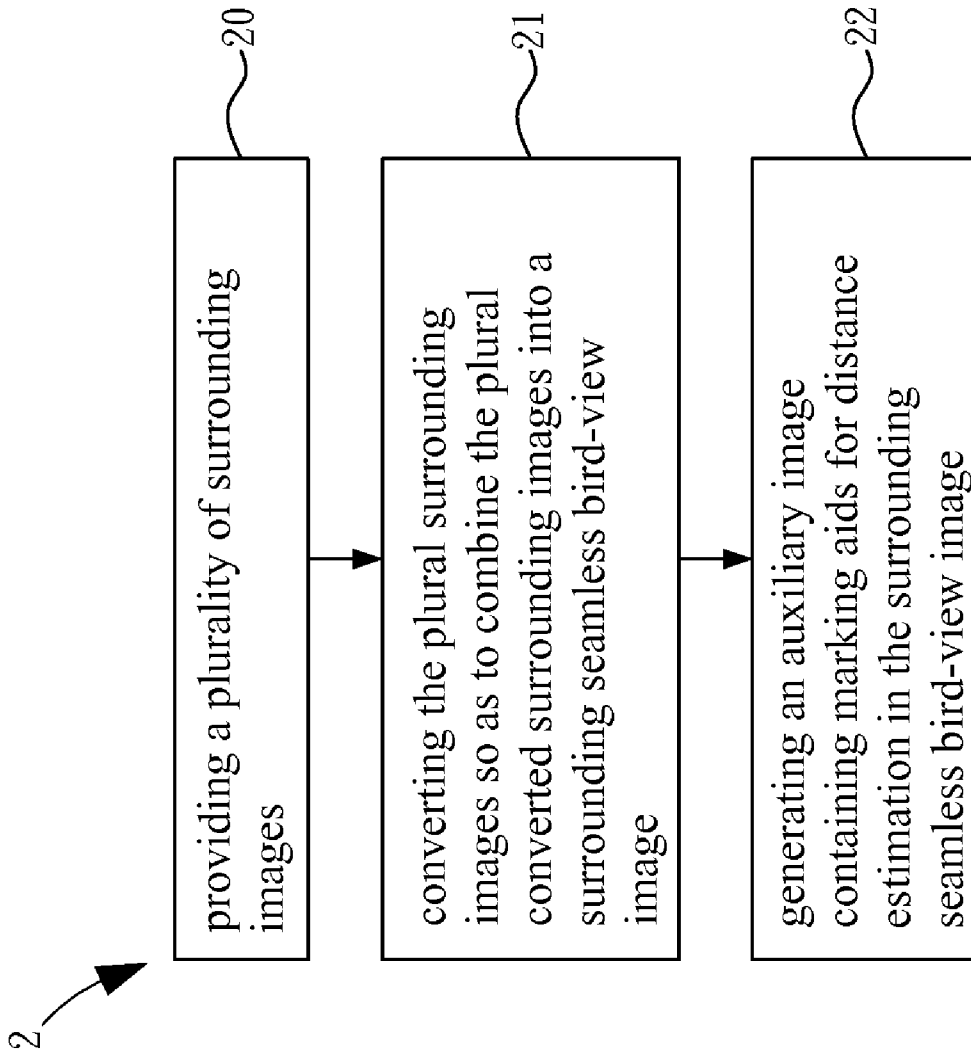 2
20
providing a plurality of surrounding
images
21
converting the plural surrounding
images so as to combine the plural
converted surrounding images into a
surrounding seamless bird-view
image
22
generating an auxiliary image
containing marking aids for distance
estimation in the surrounding
seamless bird-view image